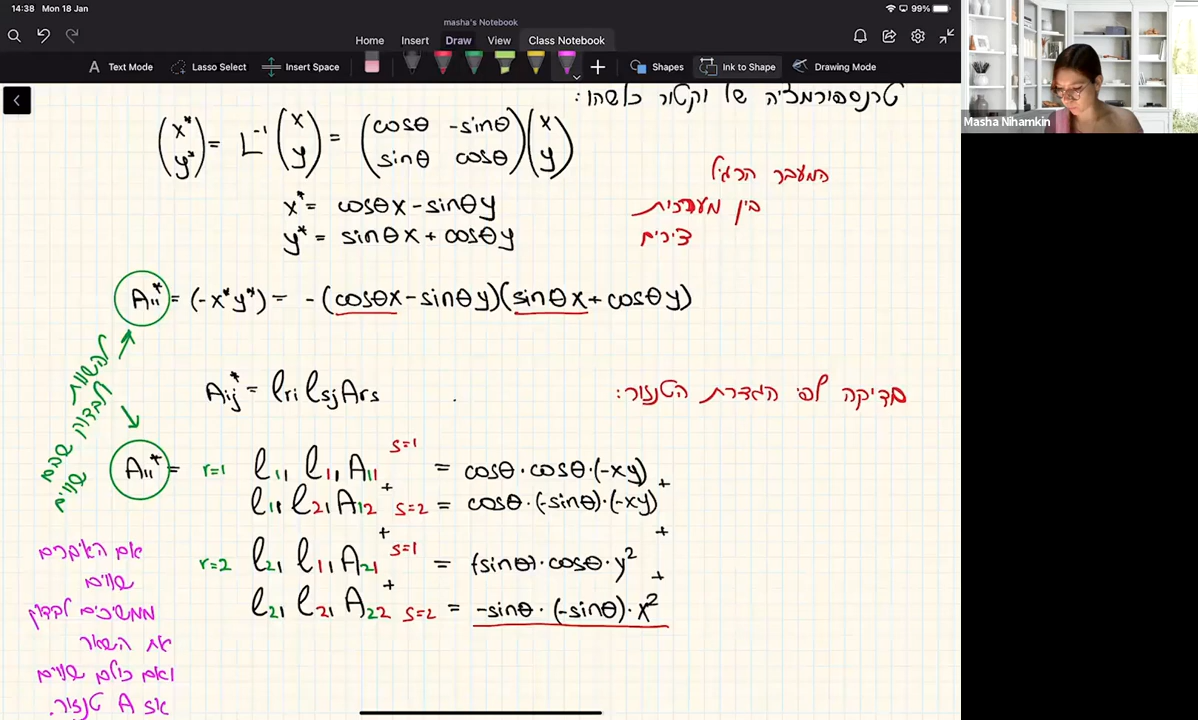 14:38 Mon 18 Jan
99%
masha's Notebook
Home Insert Draw View Class Notebook
Text Mode Lasso Select Insert Space Shapes Ink to Shape Drawing Mode
Masha Nihamkin
טרנספורמציה של וקטור כלשהו:
(x* y*) = L⁻¹ (x y) = (cosθ -sinθ sinθ cosθ)(x y)
המעבר הרגיל
x* = cosθx - sinθy
בין מערכות
y* = sinθx + cosθy
צירים
A₁₁* = (-x*y*) = -(cosθx - sinθy)(sinθx + cosθy)
להשוות
לבדוק שהם
שווים
Aij* = lri lsj Ars
בדיקה לפי הגדרת הטנזור:
A₁₁* = r=1 l₁₁ l₁₁ A₁₁ s=1 = cosθ·cosθ·(-xy) +
l₁₁ l₂₁ A₁₂ + s=2 = cosθ·(-sinθ)·(-xy)
+ +
r=2 l₂₁ l₁₁ A₂₁ s=1 = (-sinθ)·cosθ·y² +
l₂₁ l₂₁ A₂₂ + s=2 = -sinθ·(-sinθ)·x²
אם האיברים
שווים
ממשיכים לבדוק
את השאר
ואם כולם שווים
אז A טנזור.